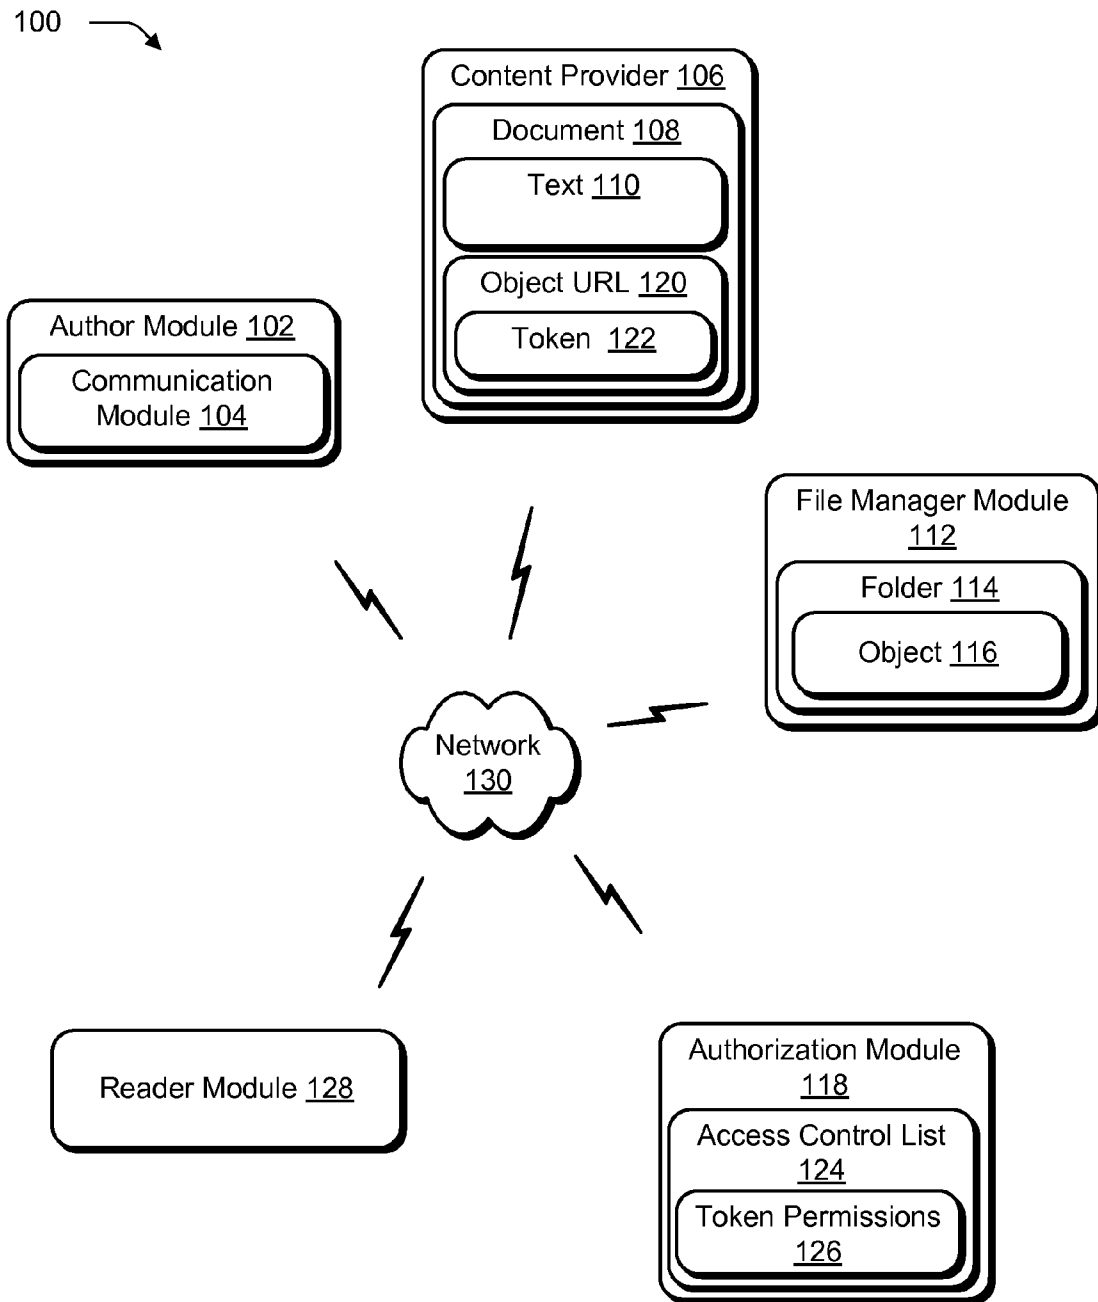 100
Content Provider 106
Document 108
Text 110
Object URL 120
Token 122
Author Module 102
Communication
Module 104
File Manager Module
112
Folder 114
Object 116
Network
130
Reader Module 128
Authorization Module
118
Access Control List
124
Token Permissions
126